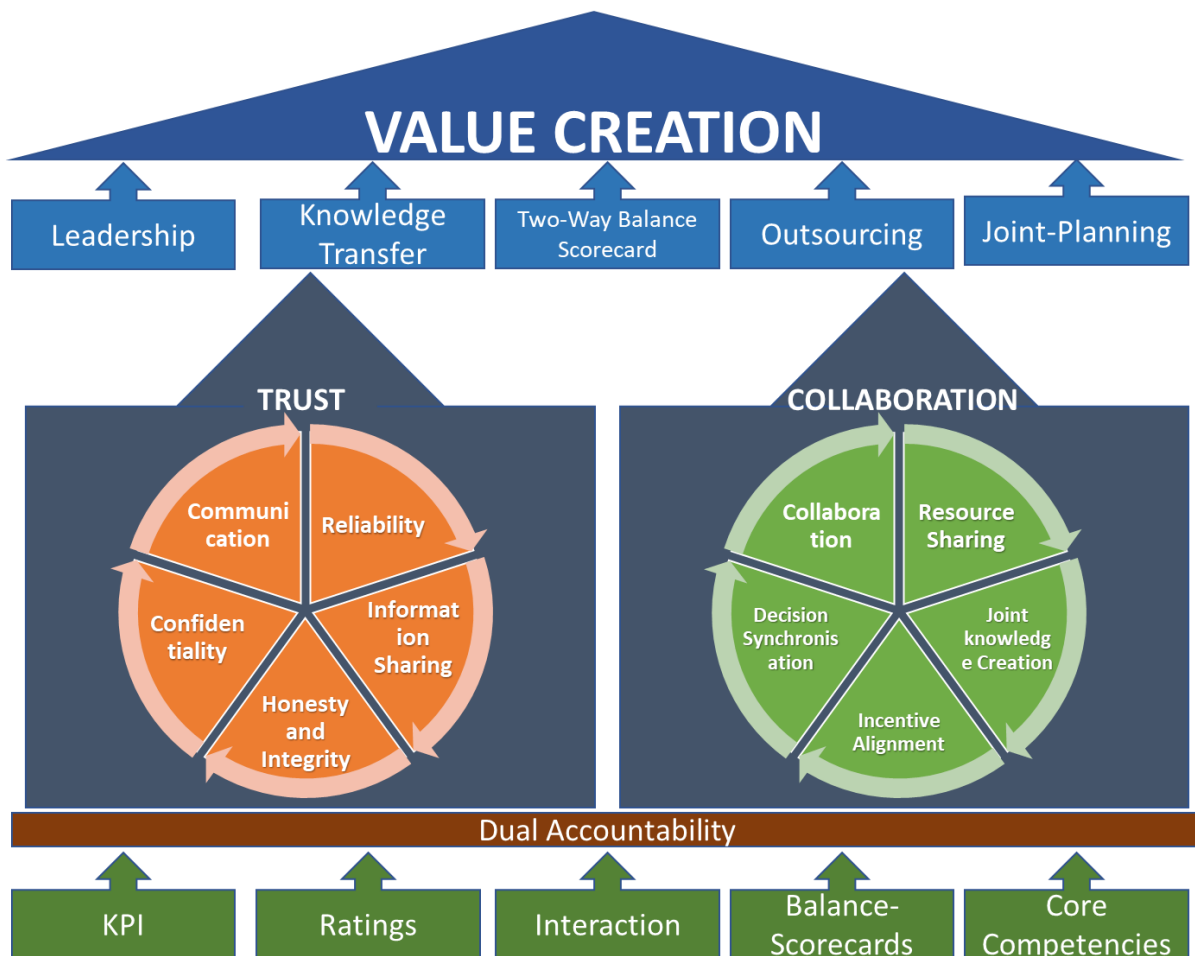 VALUE CREATION
Leadership
Knowledge
Transfer
Two-Way Balance
Scorecard
Outsourcing
Joint-Planning
TRUST
Communi
cation
Reliability
Informat
ion
Sharing
Honesty
and
Integrity
Confiden
tiality
COLLABORATION
Collabora
tion
Resource
Sharing
Joint
knowledg
e Creation
Incentive
Alignment
Decision
Synchronis
ation
Dual Accountability
KPI
Ratings
Interaction
Balance-
Scorecards
Core
Competencies